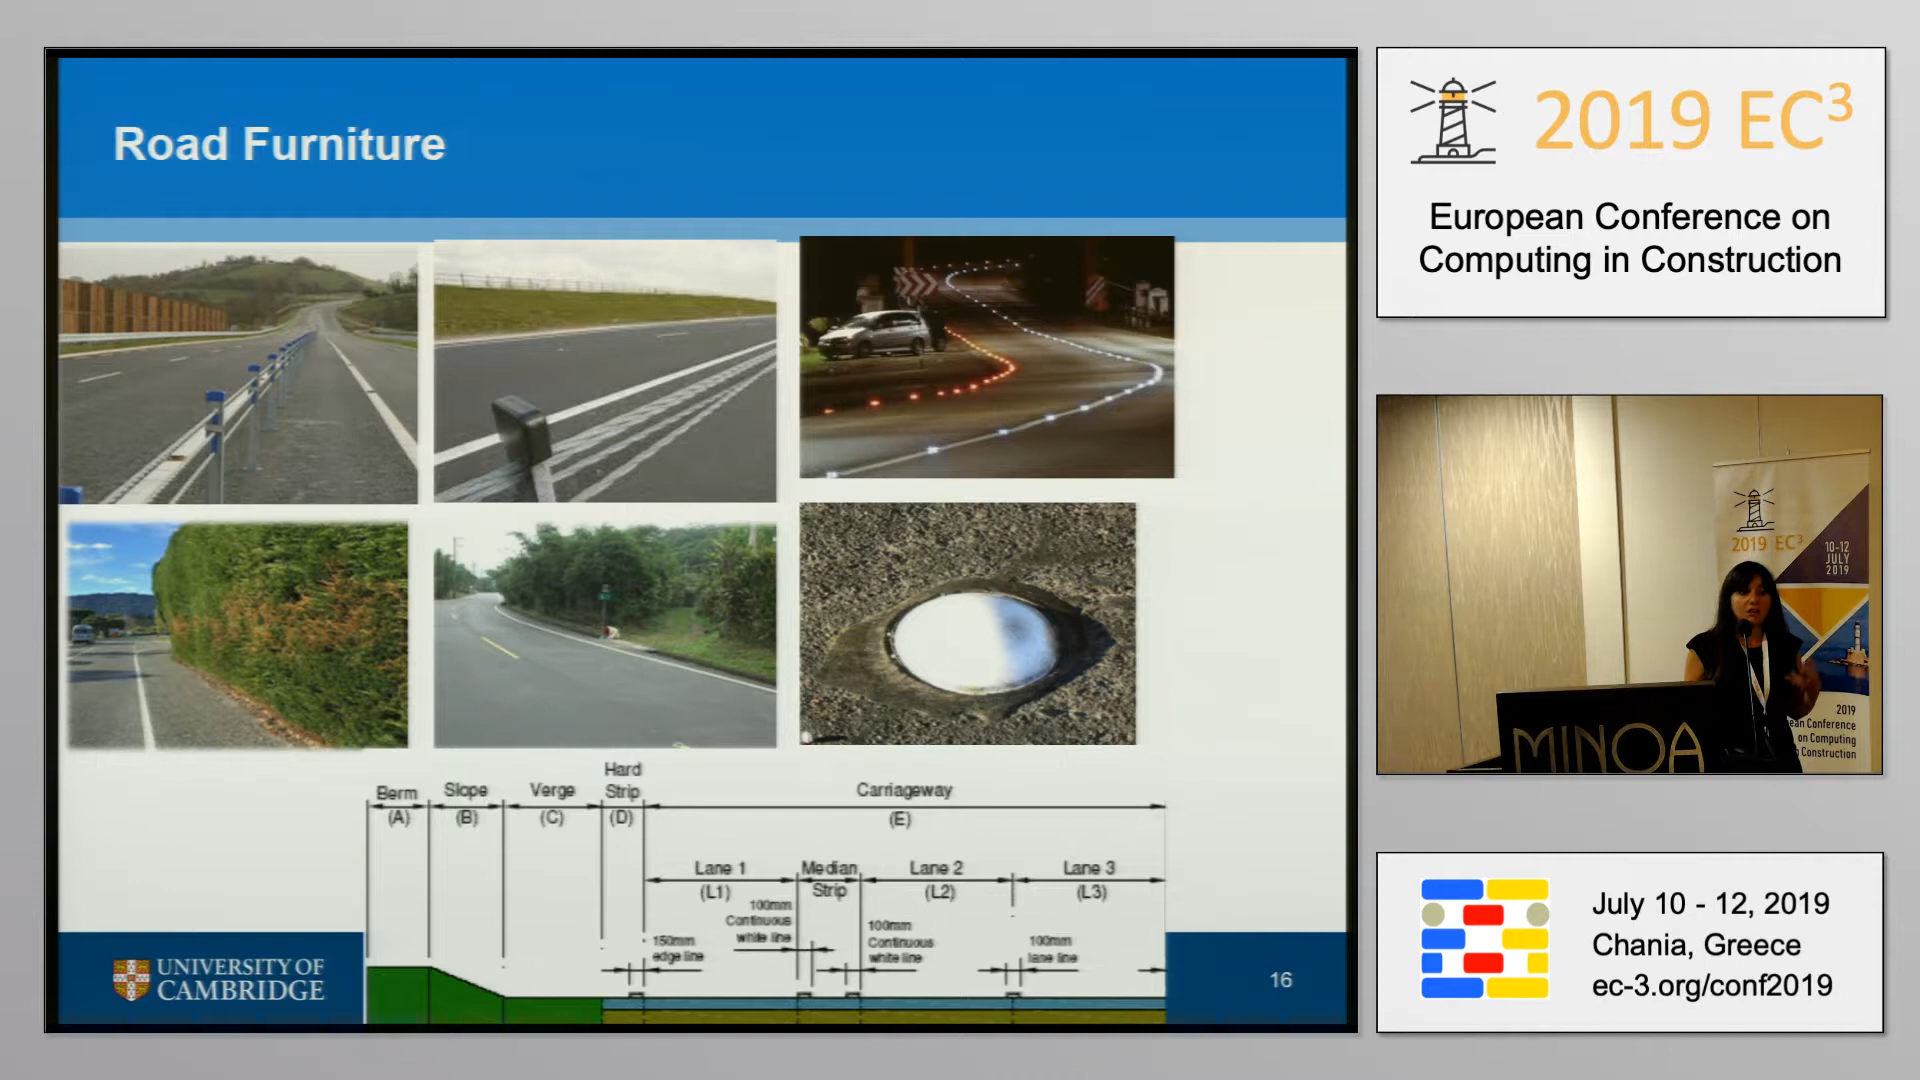 Road Furniture
Berm
(A)
Slope
(B)
Verge
(C)
Hard
Strip
(D)
Carriageway
(E)
Lane 1
(L1)
Median
Strip
Lane 2
(L2)
Lane 3
(L3)
150mm
edge line
100mm
Continuous
white line
100mm
Continuous
white line
100mm
lane line
UNIVERSITY OF
CAMBRIDGE
16
2019 EC³
European Conference on
Computing in Construction
2019 EC³
10-12
JULY
2019
MINOA
2019
ean Conference
on Computing
Construction
July 10 - 12, 2019
Chania, Greece
ec-3.org/conf2019